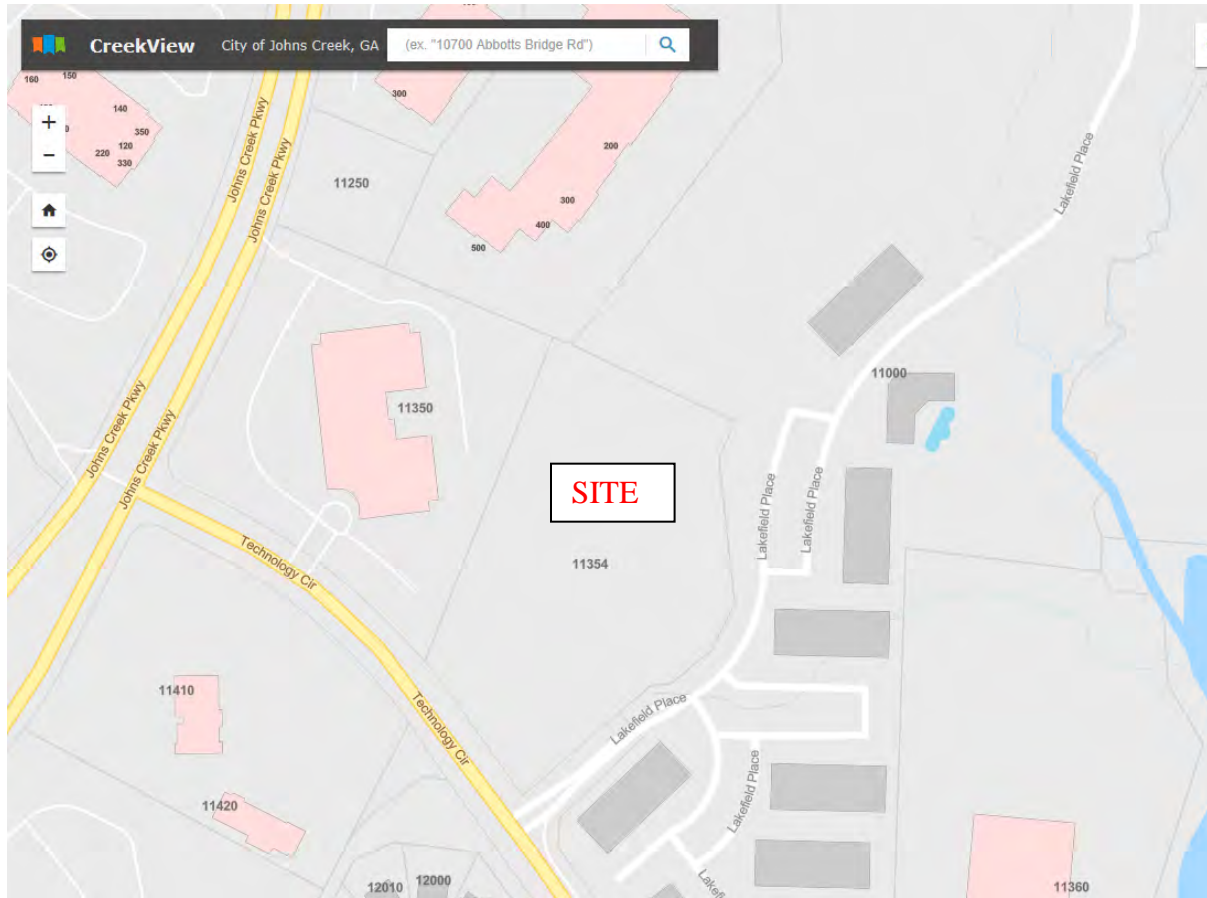 CreekView City of Johns Creek, GA (ex. "10700 Abbotts Bridge Rd")
160
150
140
350
120
220
330
+
−
300
200
300
400
500
11250
Johns Creek Pkwy
Johns Creek Pkwy
Lakefield Place
11000
11350
Johns Creek Pkwy
Johns Creek Pkwy
SITE
Lakefield Place
Lakefield Place
11354
Technology Cir
11410
Technology Cir
Lakefield Place
Lakefield Place
11420
12010
12000
11360